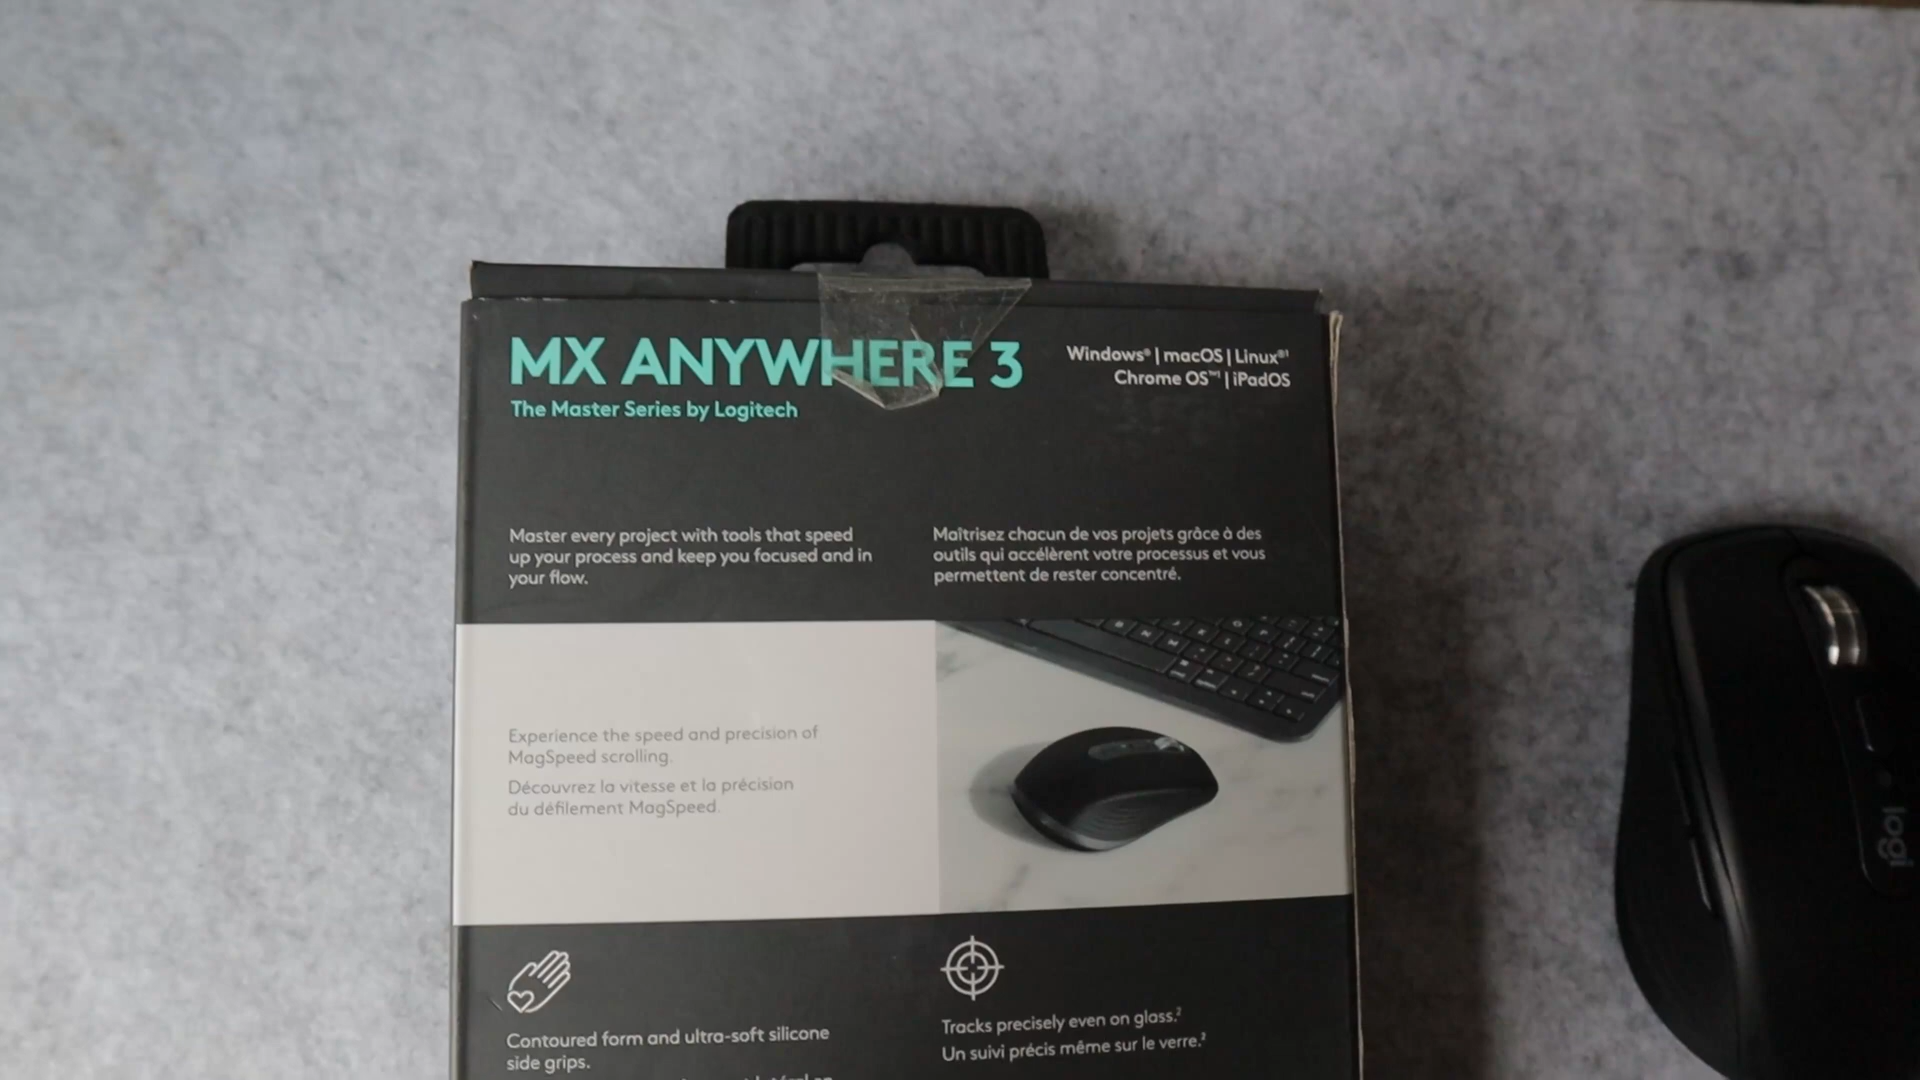 MX ANYWHERE 3
The Master Series by Logitech
Windows® | macOS | Linux®¹
Chrome OS™¹ | iPadOS
Master every project with tools that speed
up your process and keep you focused and in
your flow.
Maîtrisez chacun de vos projets grâce à des
outils qui accélèrent votre processus et vous
permettent de rester concentré.
Experience the speed and precision of
MagSpeed scrolling.
Découvrez la vitesse et la précision
du défilement MagSpeed.
Contoured form and ultra-soft silicone
side grips.
Tracks precisely even on glass.²
Un suivi précis même sur le verre.²
logi